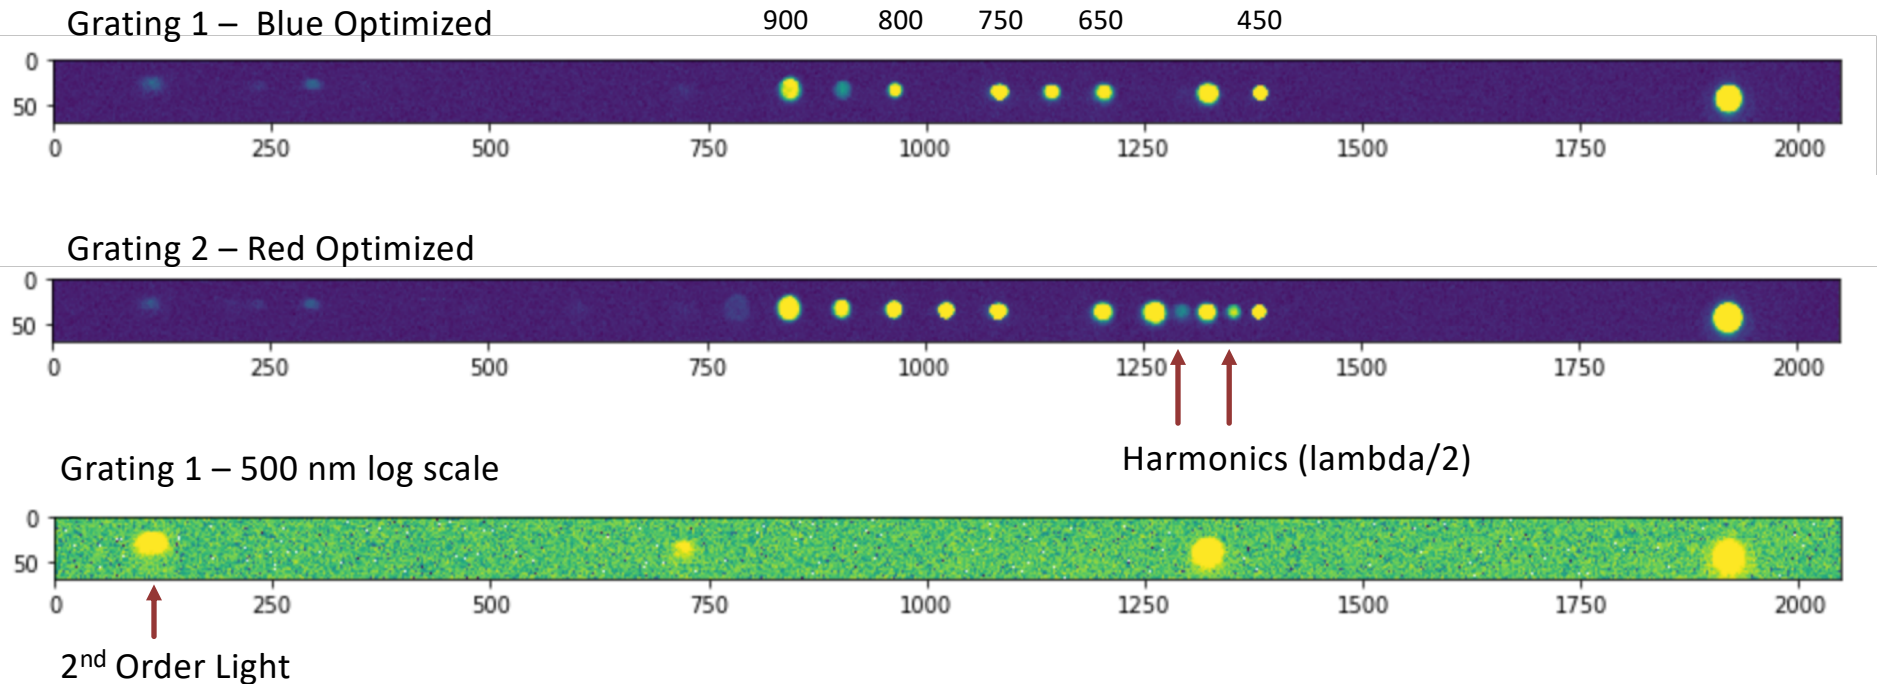 Grating 1 – Blue Optimized
900 800 750 650 450
0
50
0 250 500 750 1000 1250 1500 1750 2000
Grating 2 – Red Optimized
0
50
0 250 500 750 1000 1250 1500 1750 2000
Harmonics (lambda/2)
Grating 1 – 500 nm log scale
0
50
0 250 500 750 1000 1250 1500 1750 2000
2nd Order Light